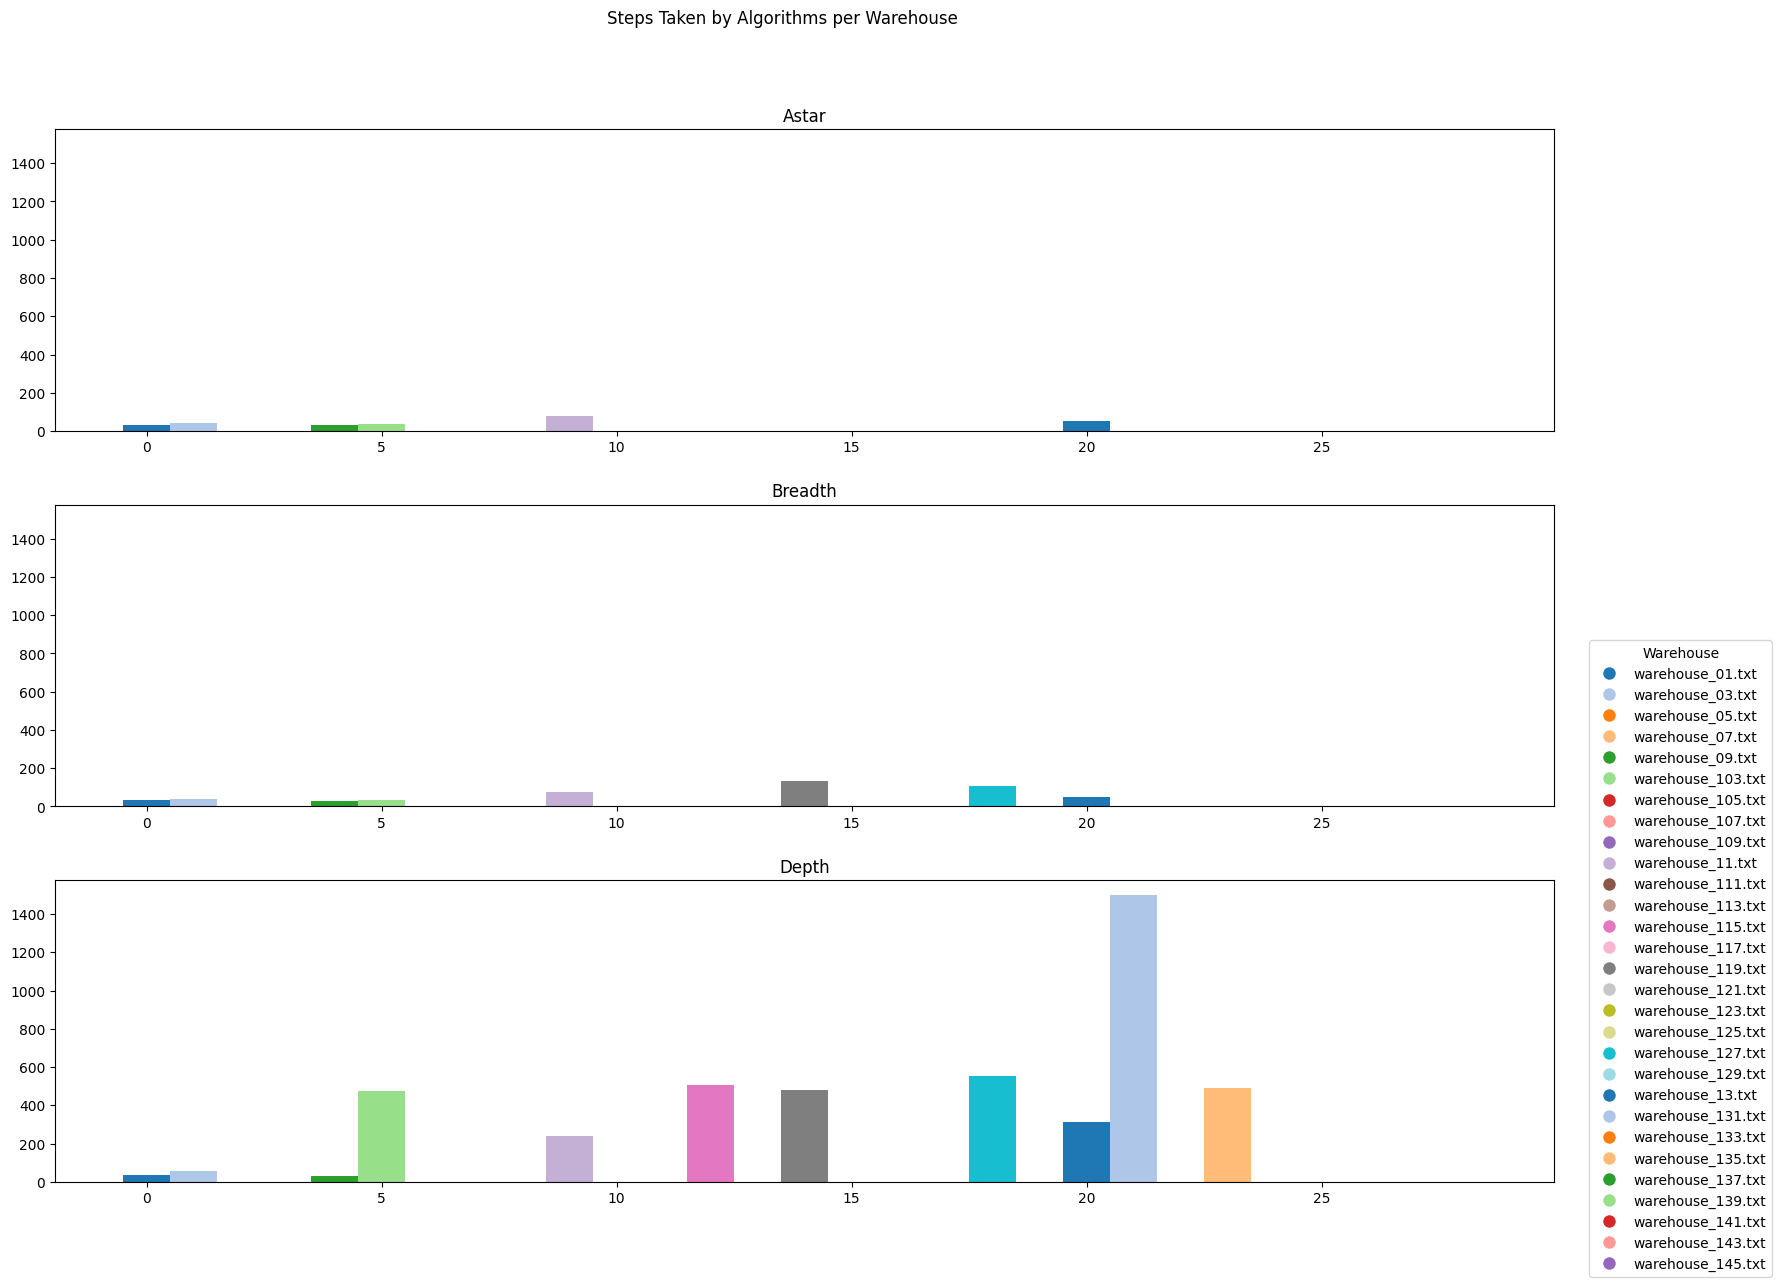 Steps Taken by Algorithms per Warehouse
Astar
1400
1200
1000
800
600
400
200
0
0 5 10 15 20 25
Breadth
1400
1200
1000
800
600
400
200
0
0 5 10 15 20 25
Depth
1400
1200
1000
800
600
400
200
0
0 5 10 15 20 25
Warehouse
warehouse_01.txt
warehouse_03.txt
warehouse_05.txt
warehouse_07.txt
warehouse_09.txt
warehouse_103.txt
warehouse_105.txt
warehouse_107.txt
warehouse_109.txt
warehouse_11.txt
warehouse_111.txt
warehouse_113.txt
warehouse_115.txt
warehouse_117.txt
warehouse_119.txt
warehouse_121.txt
warehouse_123.txt
warehouse_125.txt
warehouse_127.txt
warehouse_129.txt
warehouse_13.txt
warehouse_131.txt
warehouse_133.txt
warehouse_135.txt
warehouse_137.txt
warehouse_139.txt
warehouse_141.txt
warehouse_143.txt
warehouse_145.txt